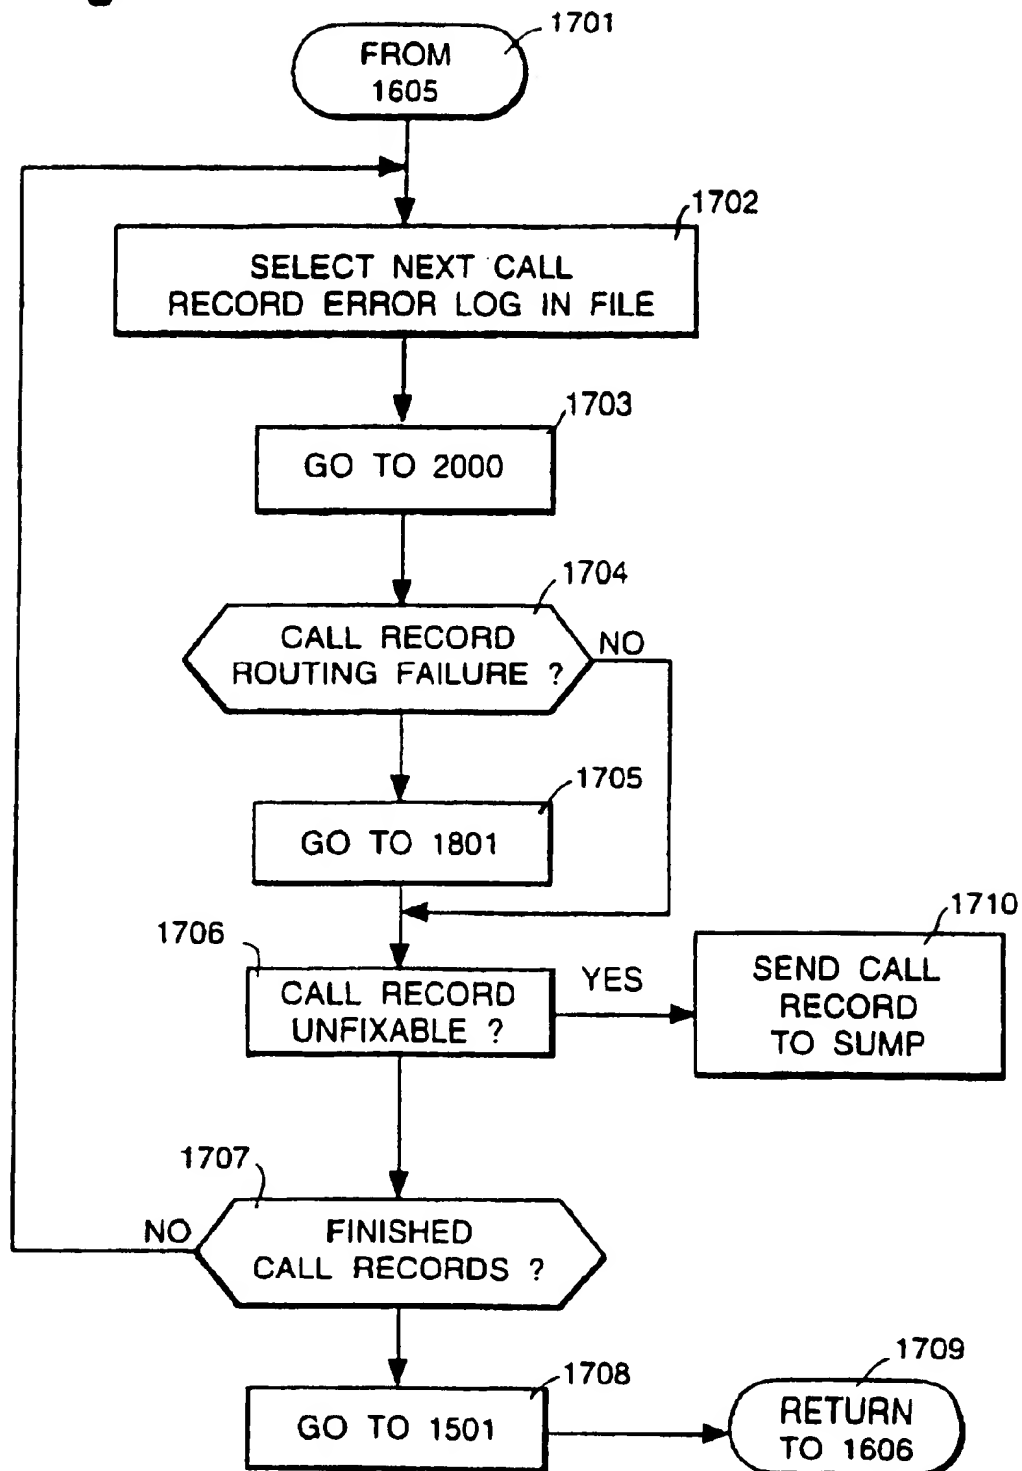 1701
FROM
1605
1702
SELECT NEXT CALL
RECORD ERROR LOG IN FILE
1703
GO TO 2000
1704
CALL RECORD
ROUTING FAILURE ?
NO
1705
GO TO 1801
1706
CALL RECORD
UNFIXABLE ?
YES
1710
SEND CALL
RECORD
TO SUMP
1707
NO
FINISHED
CALL RECORDS ?
1708
GO TO 1501
1709
RETURN
TO 1606